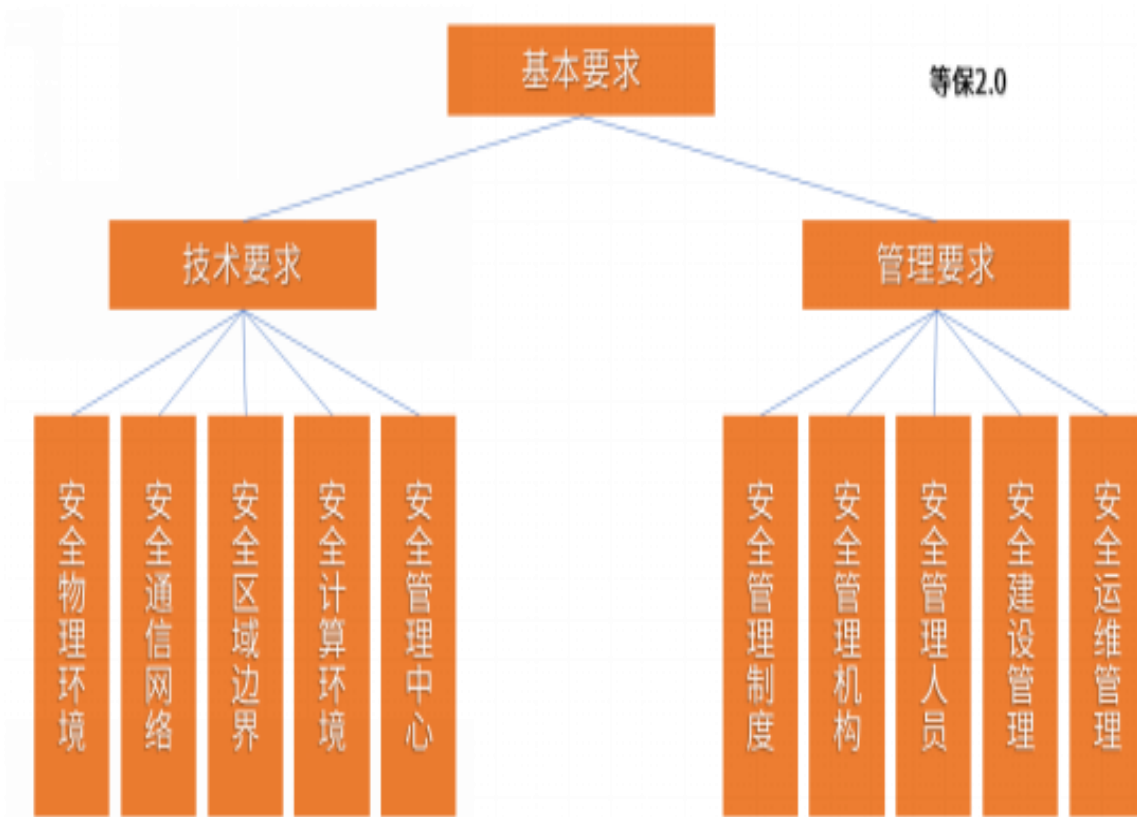 基本要求
等保2.0
技术要求
管理要求
安全物理环境
安全通信网络
安全区域边界
安全计算环境
安全管理中心
安全管理制度
安全管理机构
安全管理人员
安全建设管理
安全运维管理